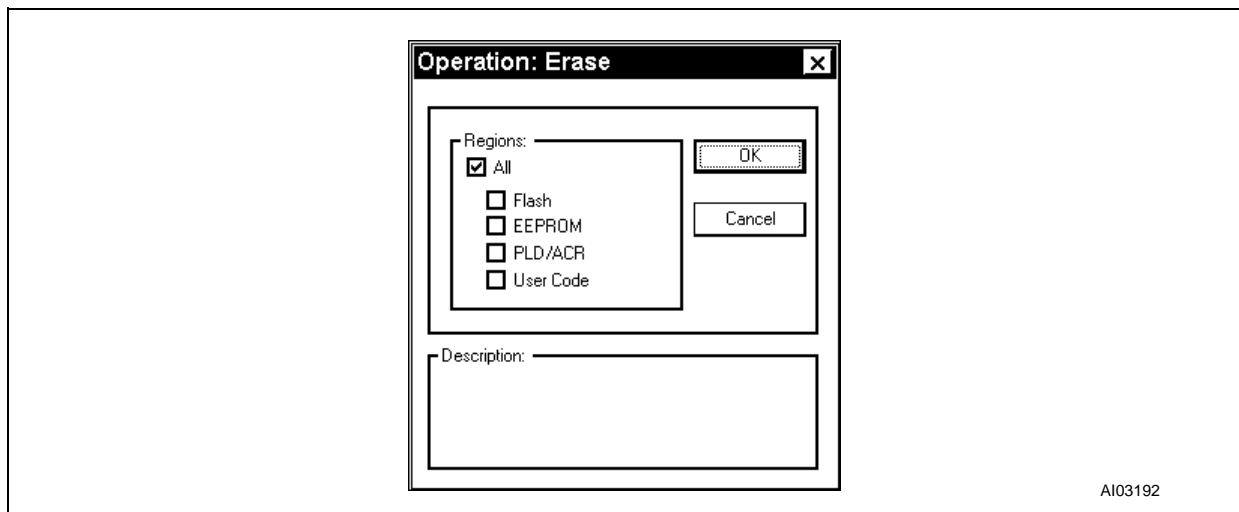 Operation: Erase
Regions:
All
Flash
EEPROM
PLD/ACR
User Code
OK
Cancel
Description:
AI03192